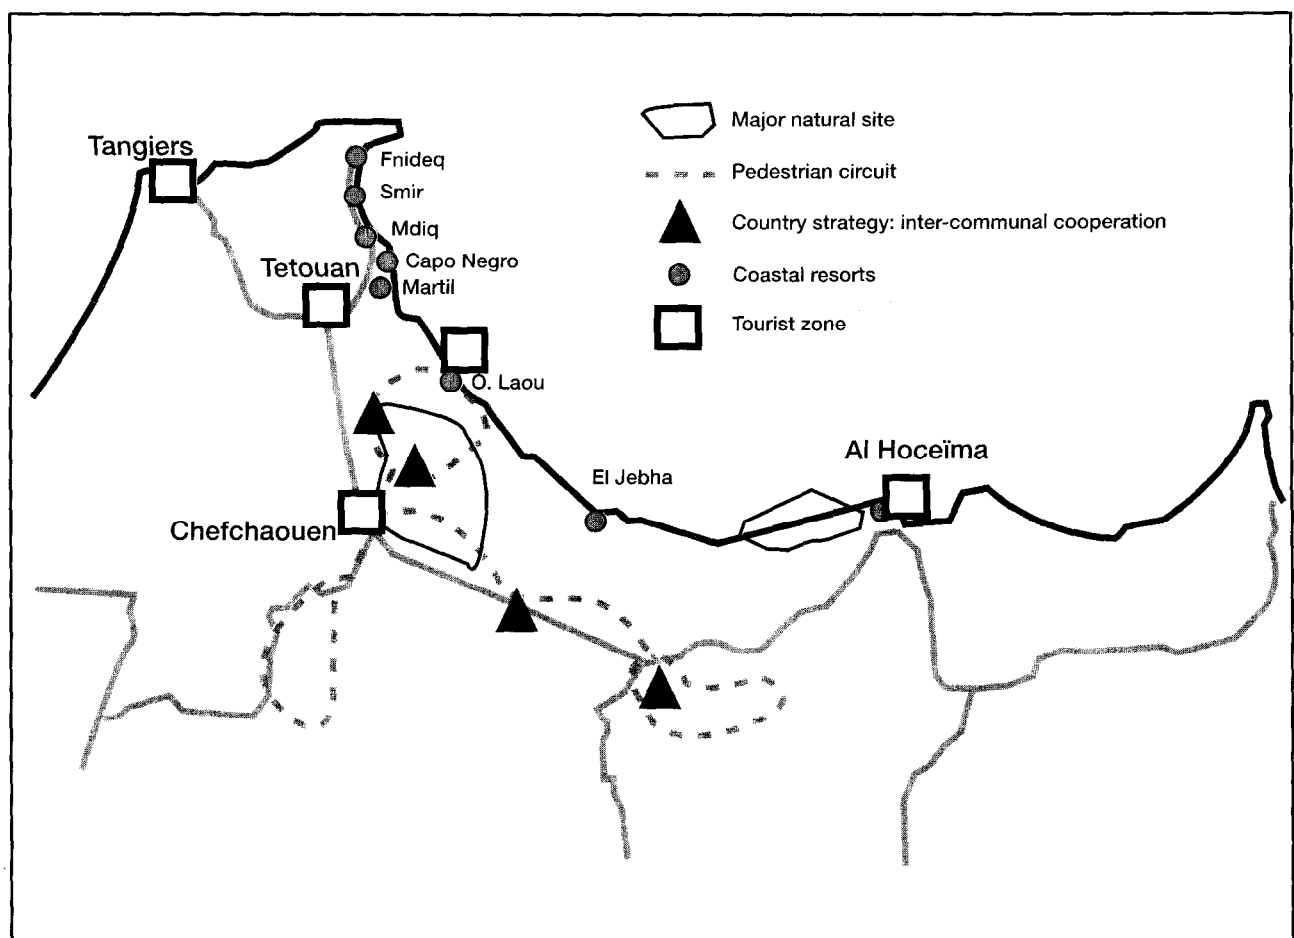 Tangiers
Fnideq
Smir
Mdiq
Capo Negro
Martil
Tetouan
O. Laou
Chefchaouen
El Jebha
Al Hoceïma
Major natural site
Pedestrian circuit
Country strategy: inter-communal cooperation
Coastal resorts
Tourist zone